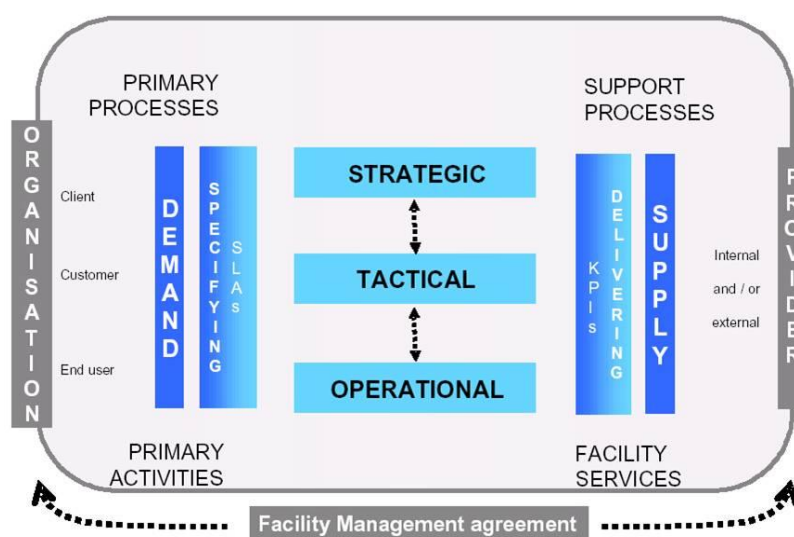 PRIMARY
PROCESSES
SUPPORT
PROCESSES
ORGANISATION
Client
Customer
End user
DEMAND
SPECIFYING
SLAs
STRATEGIC
TACTICAL
OPERATIONAL
KPIs
DELIVERING
SUPPLY
Internal
and / or
external
PROVIDER
PRIMARY
ACTIVITIES
FACILITY
SERVICES
Facility Management agreement